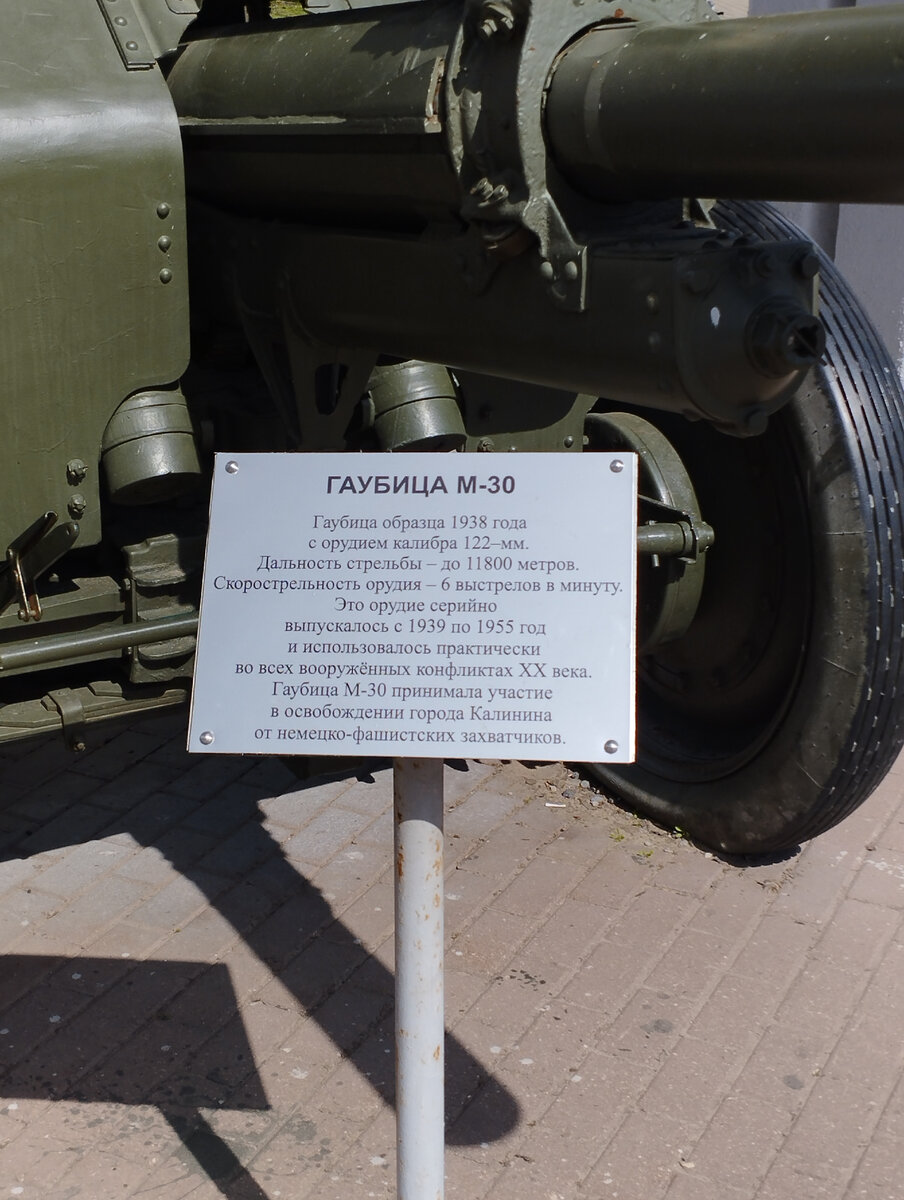 ГАУБИЦА М-30
Гаубица образца 1938 года
с орудием калибра 122–мм.
Дальность стрельбы – до 11800 метров.
Скорострельность орудия – 6 выстрелов в минуту.
Это орудие серийно
выпускалось с 1939 по 1955 год
и использовалось практически
во всех вооружённых конфликтах XX века.
Гаубица М-30 принимала участие
в освобождении города Калинина
от немецко-фашистских захватчиков.